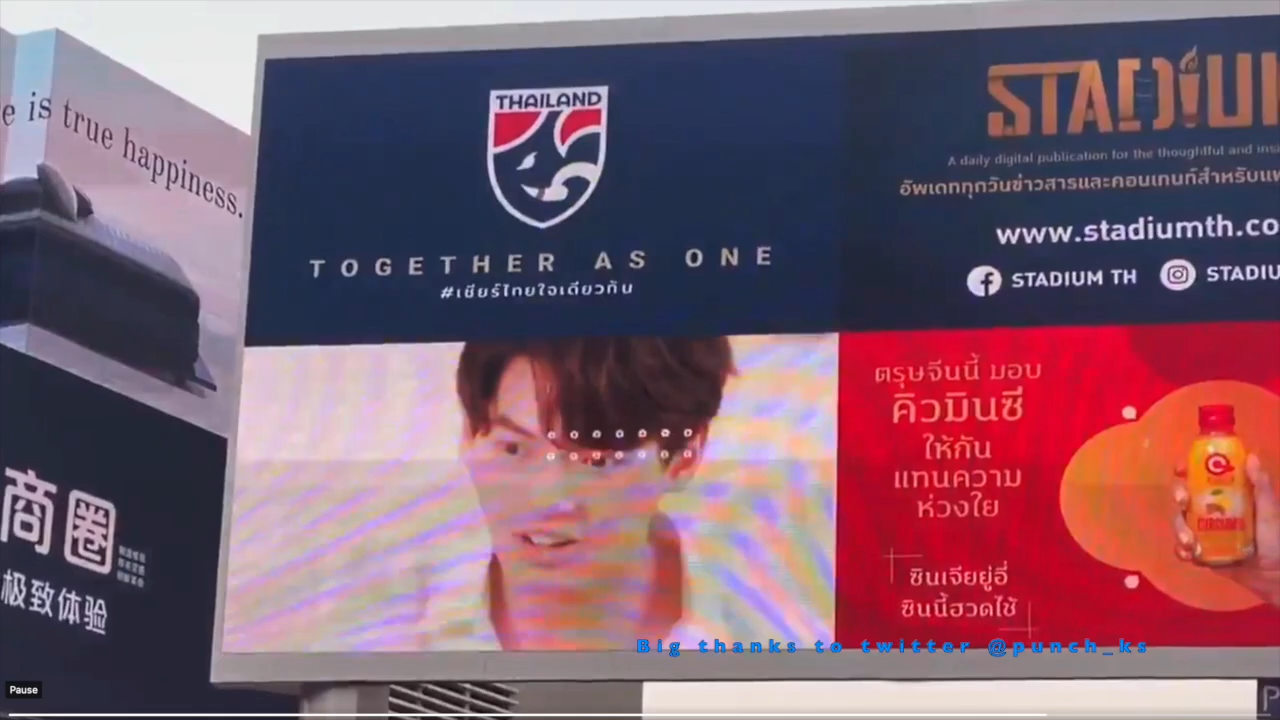 e is true happiness.
THAILAND
TOGETHER AS ONE
#เชียร์ไทยใจเดียวกัน
STADIU
A daily digital publication for the thoughtful and ins
อัพเดททุกวันข่าวสารและคอนเทนท์สำหรับแฟ
www.stadiumth.co
STADIUM TH
STADIU
商圈
极致体验
ตรุษจีนนี้ มอบ
คิวมินซี
ให้กัน
แทนความ
ห่วงใย
ซินเจียยู่อี่
ซินนี้ฮวดไช้
Big thanks to twitter @punch_ks
Pause
P